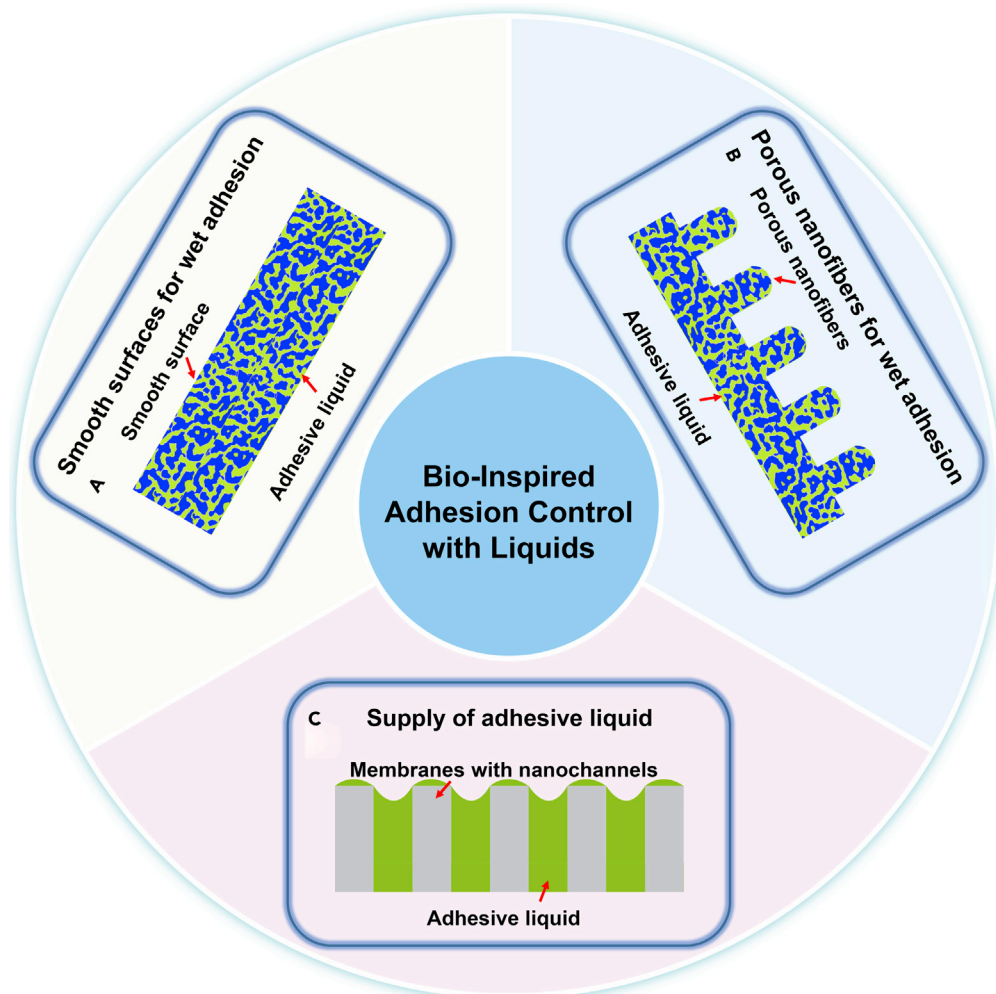 A
Smooth surfaces for wet adhesion
Smooth surface
Adhesive liquid
B
Porous nanofibers for wet adhesion
Porous nanofibers
Adhesive liquid
Bio-Inspired
Adhesion Control
with Liquids
C
Supply of adhesive liquid
Membranes with nanochannels
Adhesive liquid